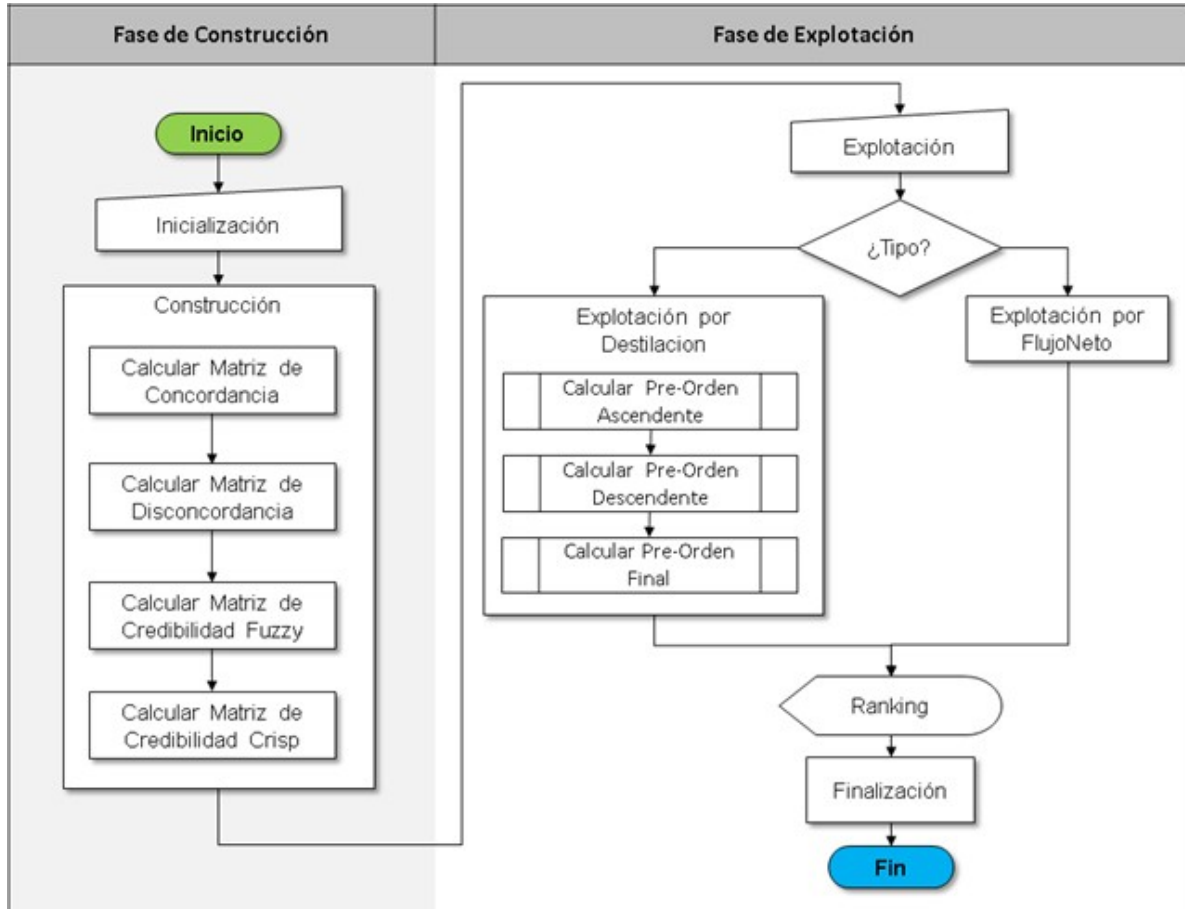 Fase de Construcción
Fase de Explotación
Inicio
Inicialización
Construcción
Calcular Matriz de
Concordancia
Calcular Matriz de
Disconcordancia
Calcular Matriz de
Credibilidad Fuzzy
Calcular Matriz de
Credibilidad Crisp
Explotación
¿Tipo?
Explotación por
Destilacion
Calcular Pre-Orden
Ascendente
Calcular Pre-Orden
Descendente
Calcular Pre-Orden
Final
Explotación por
FlujoNeto
Ranking
Finalización
Fin